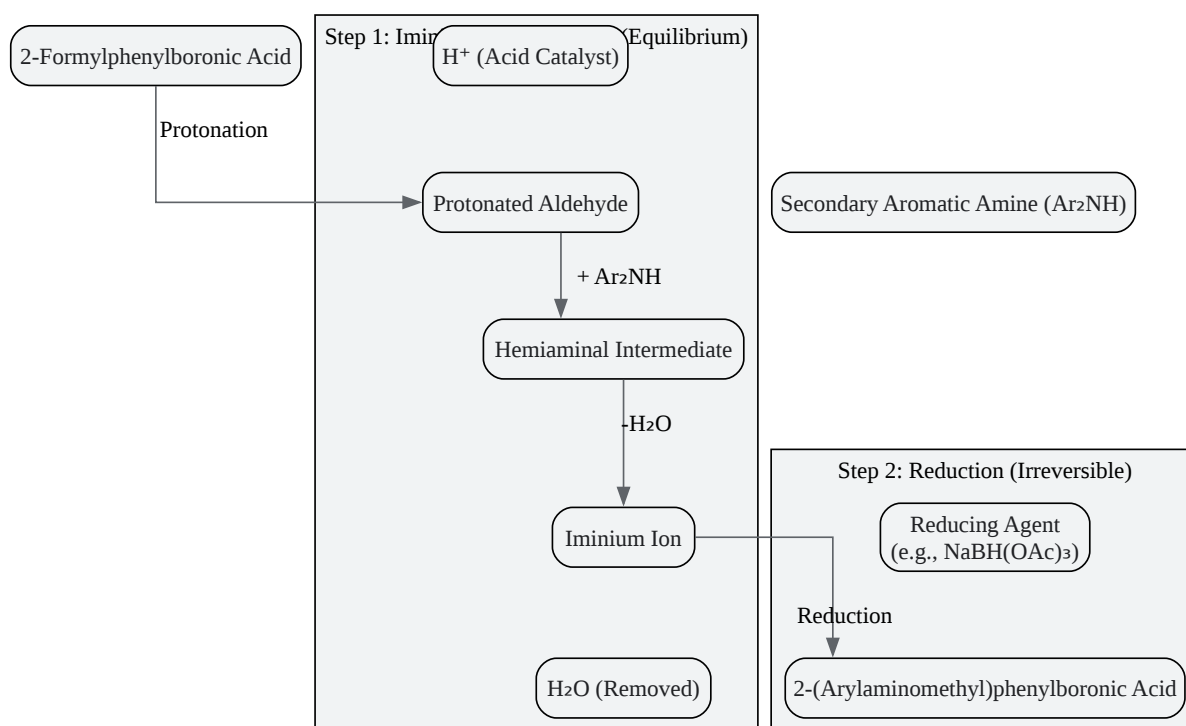 2-Formylphenylboronic Acid
Step 1: Imi
(Equilibrium)
H⁺ (Acid Catalyst)
Protonation
Protonated Aldehyde
Secondary Aromatic Amine (Ar₂NH)
+ Ar₂NH
Hemiaminal Intermediate
-H₂O
Step 2: Reduction (Irreversible)
Iminium Ion
Reducing Agent
(e.g., NaBH(OAc)₃)
Reduction
H₂O (Removed)
2-(Arylaminomethyl)phenylboronic Acid